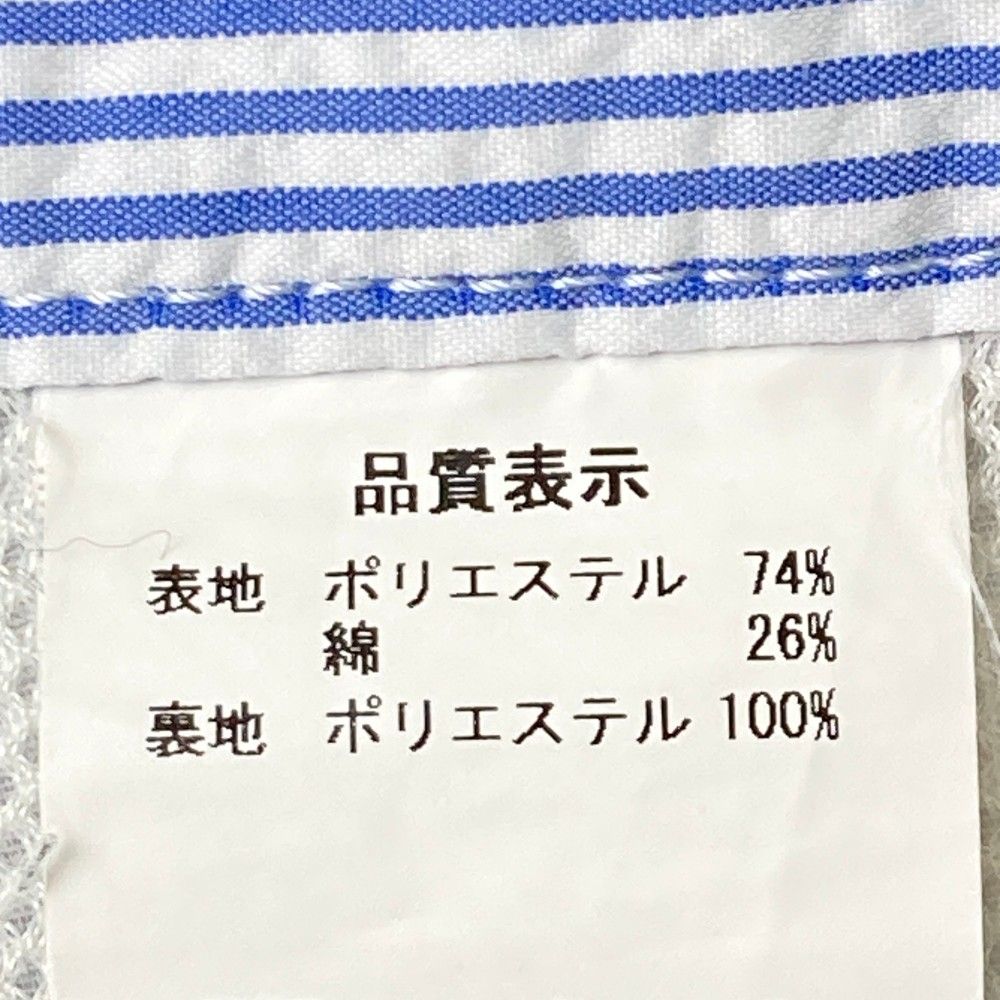 品質表示
表地 ポリエステル 74%
綿 26%
裏地 ポリエステル 100%